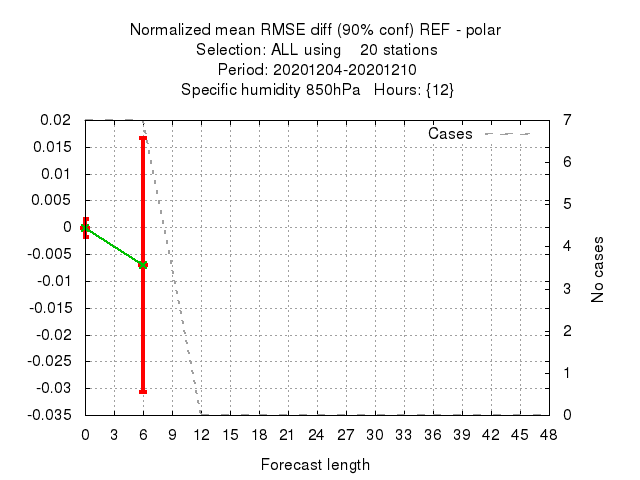 Normalized mean RMSE diff (90% conf) REF - polar
Selection: ALL using    20 stations
Period: 20201204-20201210
Specific humidity 850hPa   Hours: {12}
Cases
0.02
0.015
0.01
0.005
0
-0.005
-0.01
-0.015
-0.02
-0.025
-0.03
-0.035
7
6
5
4
3
2
1
0
No cases
0 3 6 9 12 15 18 21 24 27 30 33 36 39 42 45 48
Forecast length